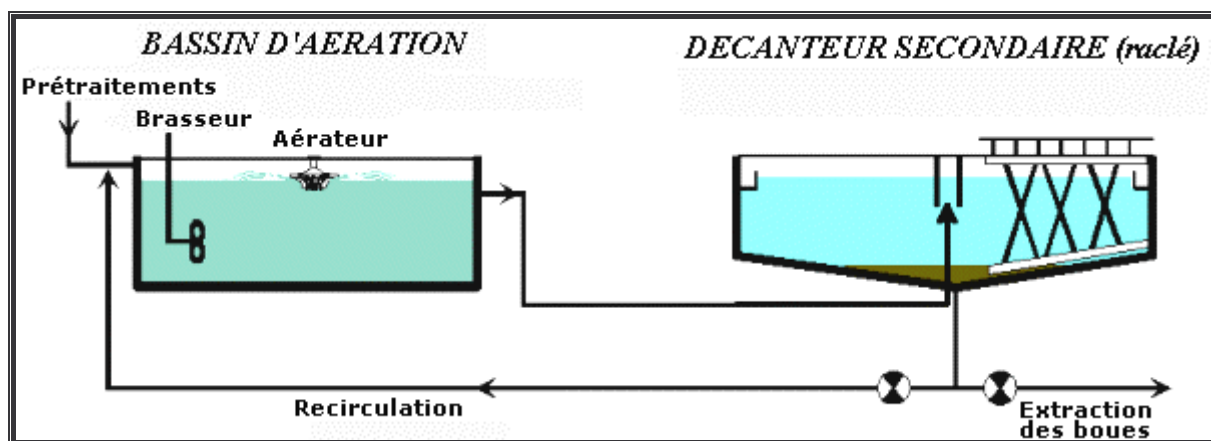 BASSIN D'AERATION
DECANTEUR SECONDAIRE (raclé)
Prétraitements
Brasseur
Aérateur
Recirculation
Extraction
des boues